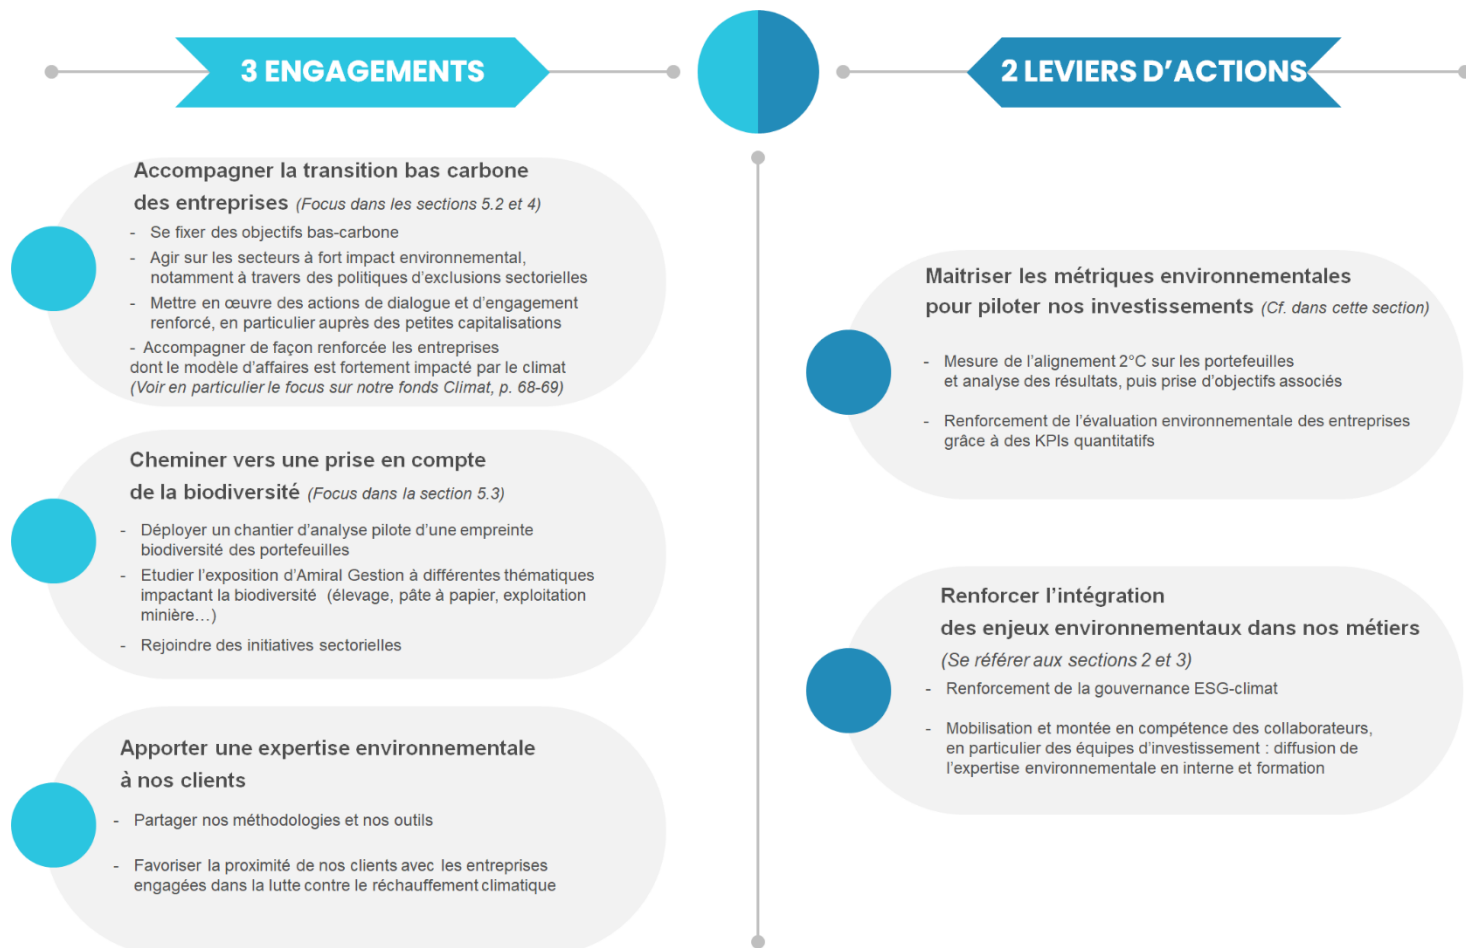 3 ENGAGEMENTS
Accompagner la transition bas carbone
des entreprises (Focus dans les sections 5.2 et 4)
- Se fixer des objectifs bas-carbone
- Agir sur les secteurs à fort impact environnemental,
notamment à travers des politiques d'exclusions sectorielles
- Mettre en œuvre des actions de dialogue et d'engagement
renforcé, en particulier auprès des petites capitalisations
- Accompagner de façon renforcée les entreprises
dont le modèle d'affaires est fortement impacté par le climat
(Voir en particulier le focus sur notre fonds Climat, p. 68-69)
Cheminer vers une prise en compte
de la biodiversité (Focus dans la section 5.3)
- Déployer un chantier d'analyse pilote d'une empreinte
biodiversité des portefeuilles
- Etudier l'exposition d'Amiral Gestion à différentes thématiques
impactant la biodiversité (élevage, pâte à papier, exploitation
minière…)
- Rejoindre des initiatives sectorielles
Apporter une expertise environnementale
à nos clients
- Partager nos méthodologies et nos outils
- Favoriser la proximité de nos clients avec les entreprises
engagées dans la lutte contre le réchauffement climatique
2 LEVIERS D'ACTIONS
Maitriser les métriques environnementales
pour piloter nos investissements (Cf. dans cette section)
- Mesure de l'alignement 2°C sur les portefeuilles
et analyse des résultats, puis prise d'objectifs associés
- Renforcement de l'évaluation environnementale des entreprises
grâce à des KPIs quantitatifs
Renforcer l'intégration
des enjeux environnementaux dans nos métiers
(Se référer aux sections 2 et 3)
- Renforcement de la gouvernance ESG-climat
- Mobilisation et montée en compétence des collaborateurs,
en particulier des équipes d'investissement : diffusion de
l'expertise environnementale en interne et formation